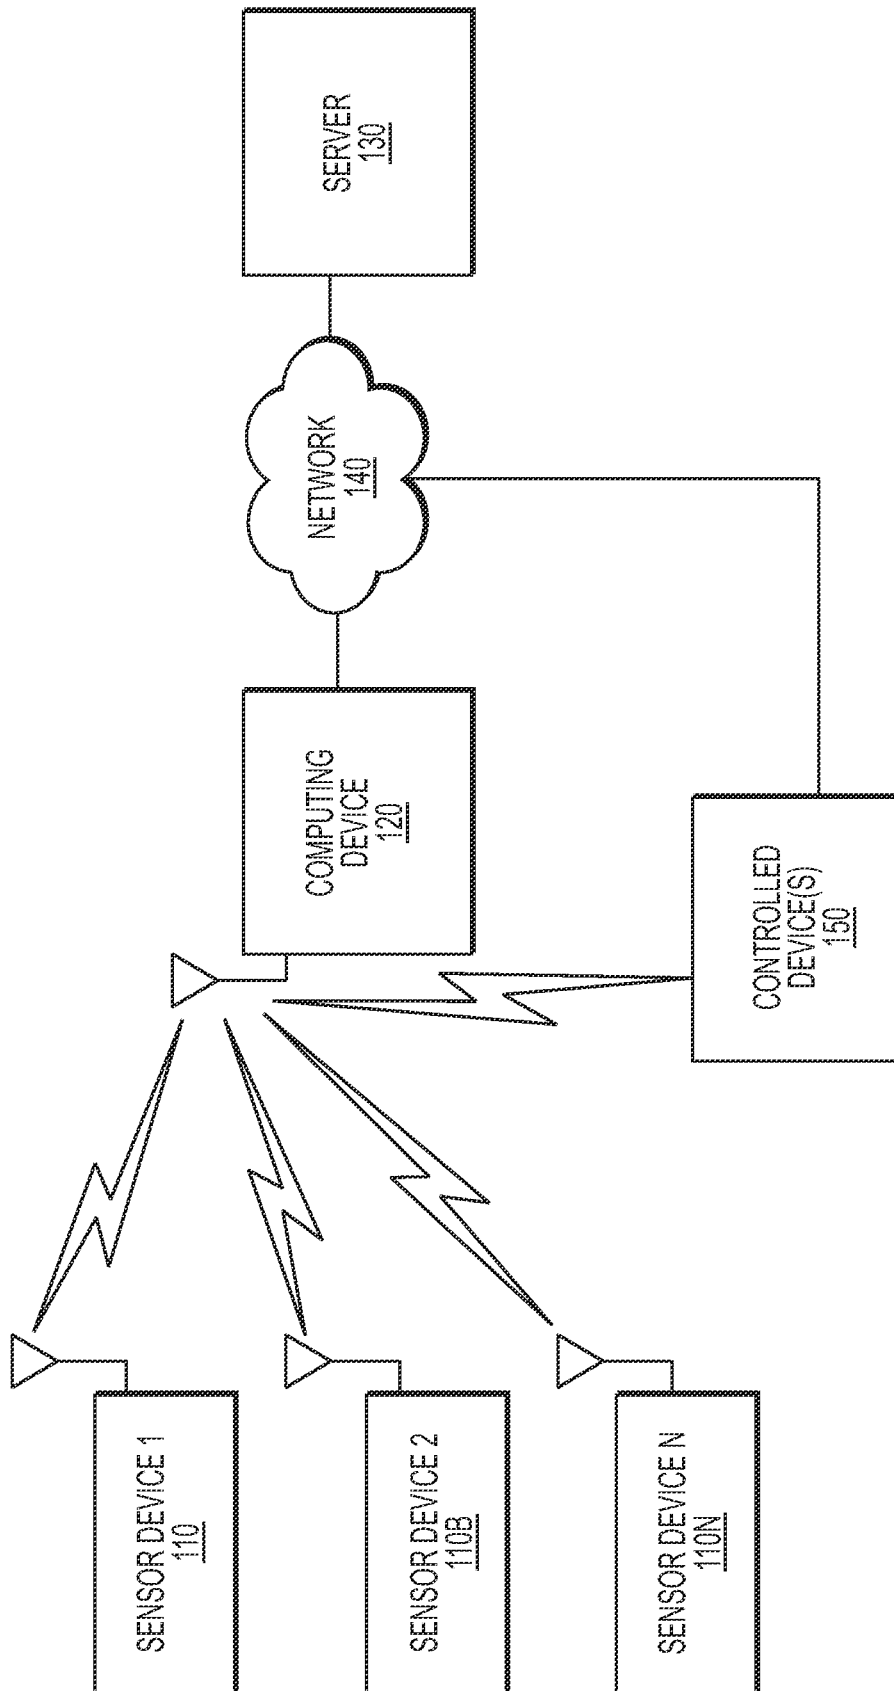 SENSOR DEVICE 1
110
SENSOR DEVICE 2
110B
SENSOR DEVICE N
110N
COMPUTING
DEVICE
120
NETWORK
140
SERVER
130
CONTROLLED
DEVICE(S)
150